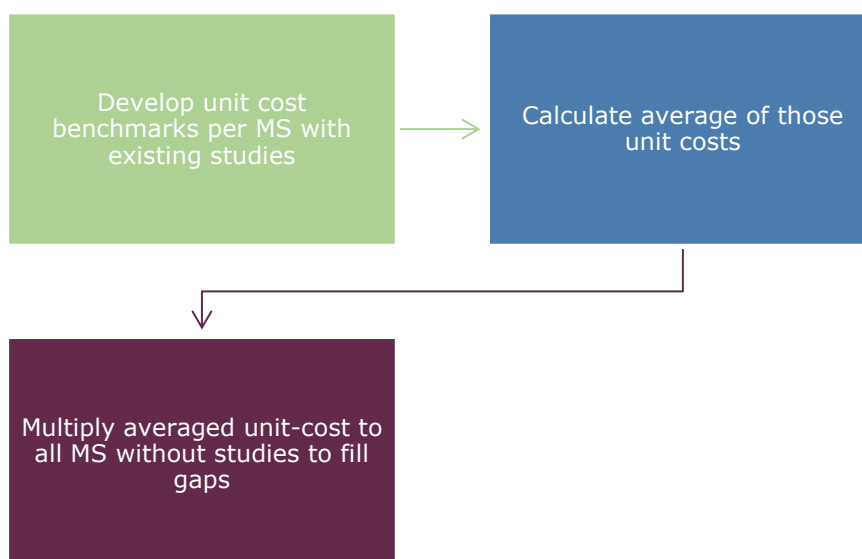 Develop unit cost
benchmarks per MS with
existing studies
Calculate average of those
unit costs
Multiply averaged unit-cost to
all MS without studies to fill
gaps